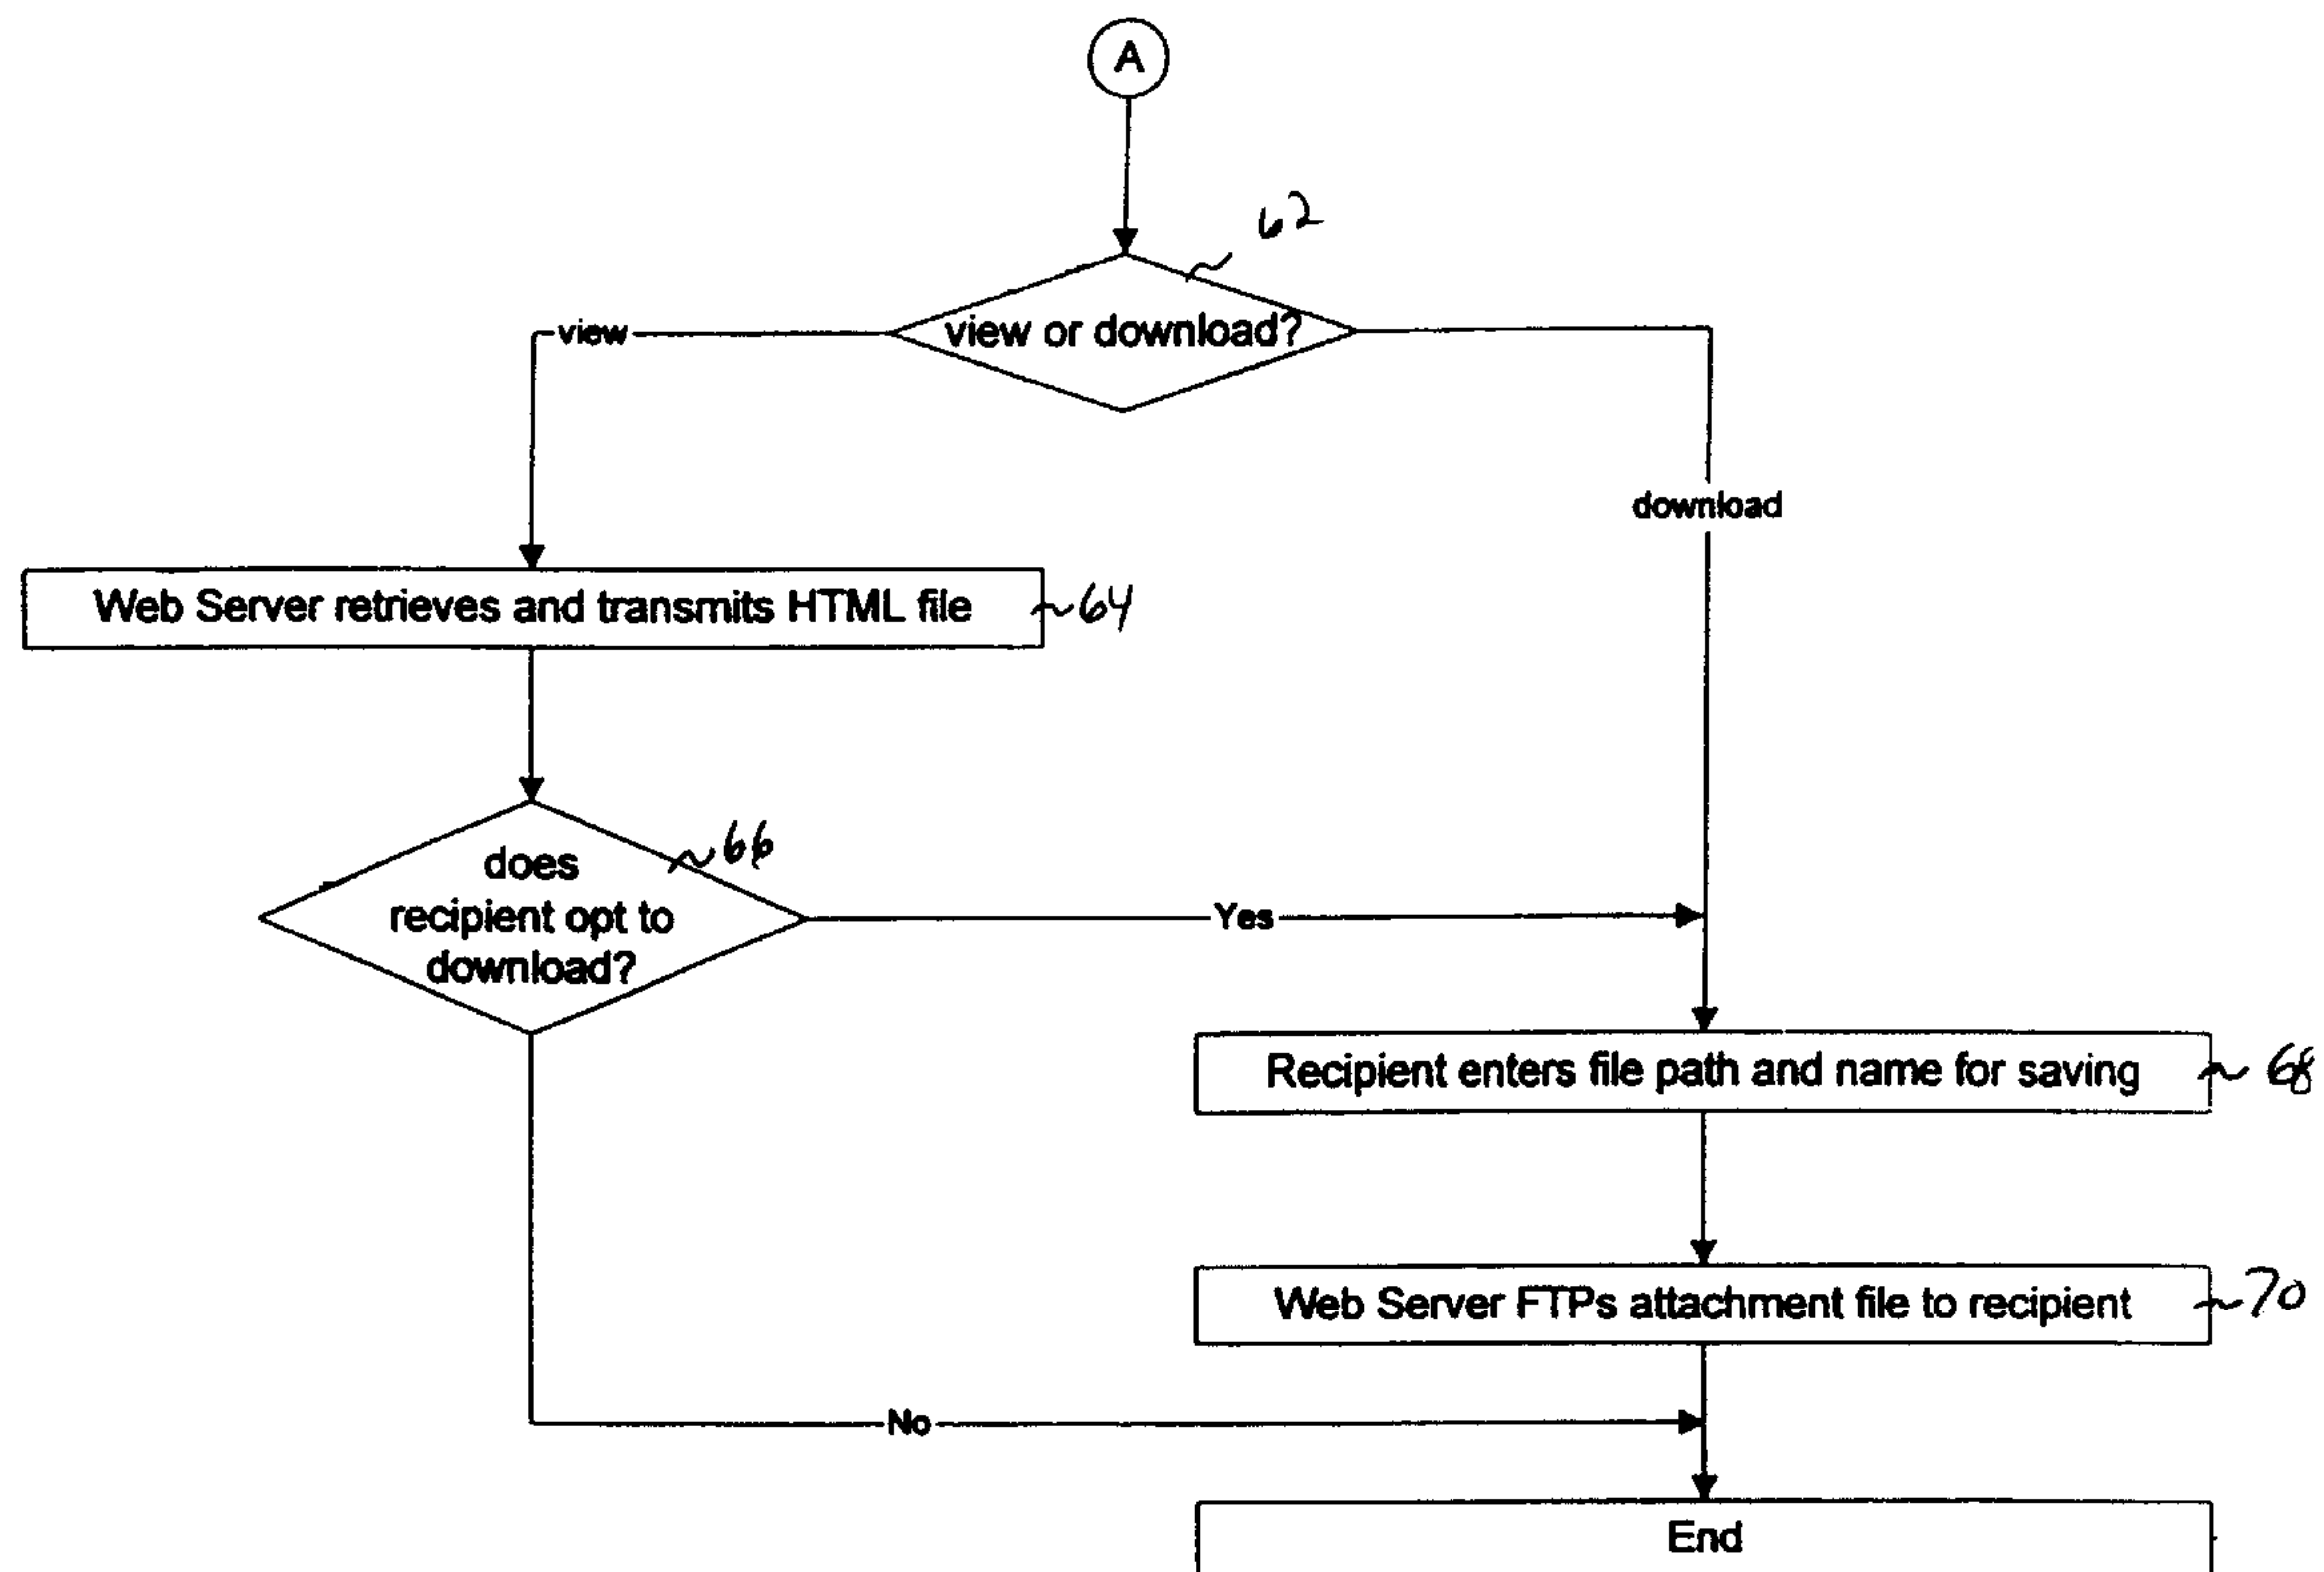 A
62
view or download?
view
download
Web Server retrieves and transmits HTML file
64
does
recipient opt to
download?
66
Yes
Recipient enters file path and name for saving
68
Web Server FTPs attachment file to recipient
70
No
End